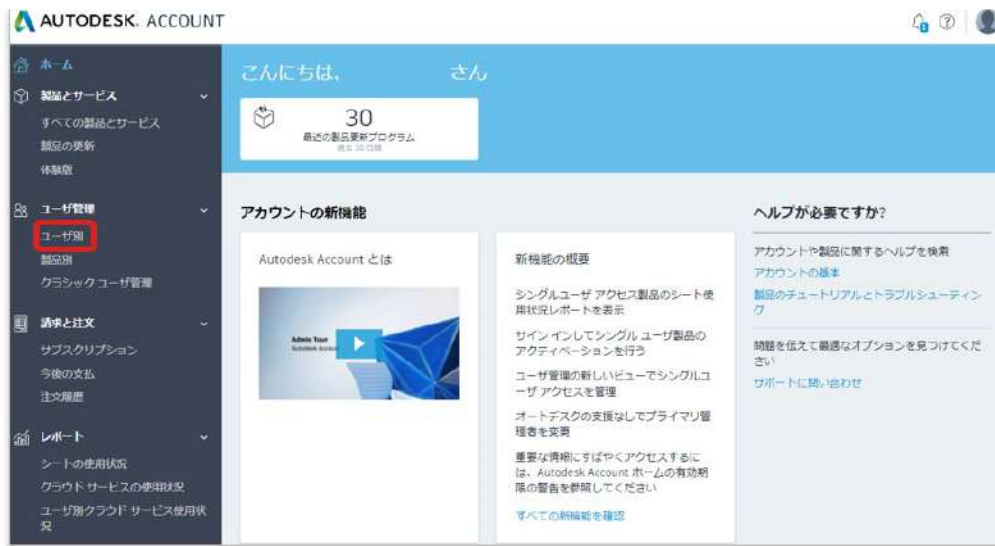 AUTODESK. ACCOUNT
ホーム
製品とサービス
すべての製品とサービス
製品の更新
体験版
ユーザ管理
ユーザ別
製品別
クラシック ユーザ管理
請求と注文
サブスクリプション
今後の支払
注文履歴
レポート
シートの使用状況
クラウド サービスの使用状況
ユーザ別クラウド サービス使用状
況
こんにちは、 さん
30
最近の製品更新プログラム
過去 30 日間
アカウントの新機能
Autodesk Account とは
Admin Tour
Autodesk Account
新機能の概要
シングルユーザ アクセス製品のシート使
用状況レポートを表示
サイン インしてシングル ユーザ製品の
アクティベーションを行う
ユーザ管理の新しいビューでシングルユ
ーザ アクセスを管理
オートデスクの支援なしでプライマリ管
理者を変更
重要な情報にすばやくアクセスするに
は、Autodesk Account ホームの有効期
限の警告を参照してください
すべての新機能を確認
ヘルプが必要ですか?
アカウントや製品に関するヘルプを検索
アカウントの基本
製品のチュートリアルとトラブルシューティン
グ
問題を伝えて最適なオプションを見つけてくだ
さい
サポートに問い合わせ